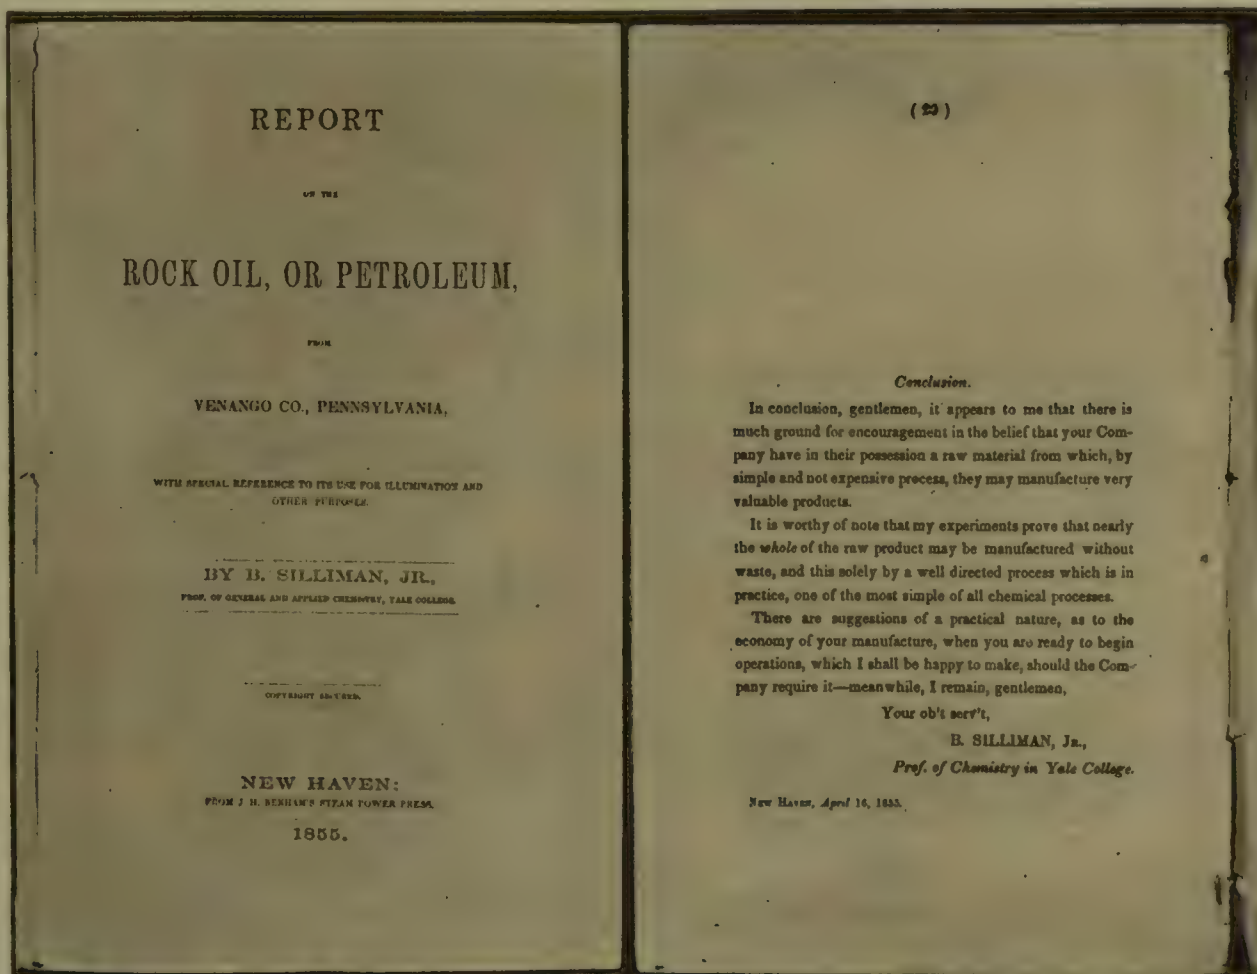 REPORT
ON THE
ROCK OIL, OR PETROLEUM,
FROM
VENANGO CO., PENNSYLVANIA,
WITH SPECIAL REFERENCE TO ITS USE FOR ILLUMINATION AND
OTHER PURPOSES.
BY B. SILLIMAN, JR.,
PROF. OF GENERAL AND APPLIED CHEMISTRY, YALE COLLEGE.
COPYRIGHT SECURED.
NEW HAVEN:
FROM J. H. BENHAM'S STEAM POWER PRESS.
1855.
Conclusion.
In conclusion, gentlemen, it appears to me that there is
much ground for encouragement in the belief that your Com-
pany have in their possession a raw material from which, by
simple and not expensive process, they may manufacture very
valuable products.
It is worthy of note that my experiments prove that nearly
the whole of the raw product may be manufactured without
waste, and this solely by a well directed process which is in
practice, one of the most simple of all chemical processes.
There are suggestions of a practical nature, as to the
economy of your manufacture, when you are ready to begin
operations, which I shall be happy to make, should the Com-
pany require it—meanwhile, I remain, gentlemen,
Your ob't serv't,
B. SILLIMAN, JR.,
Prof. of Chemistry in Yale College.
New Haven, April 16, 1855.